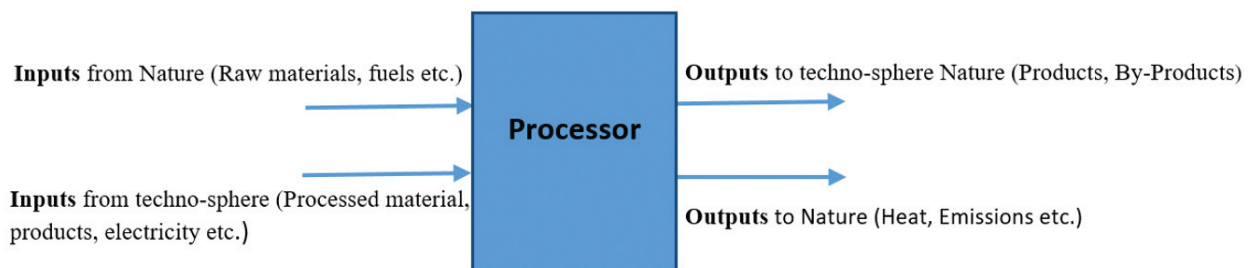 Inputs from Nature (Raw materials, fuels etc.)
Inputs from techno-sphere (Processed material,
products, electricity etc.)
Processor
Outputs to techno-sphere Nature (Products, By-Products)
Outputs to Nature (Heat, Emissions etc.)